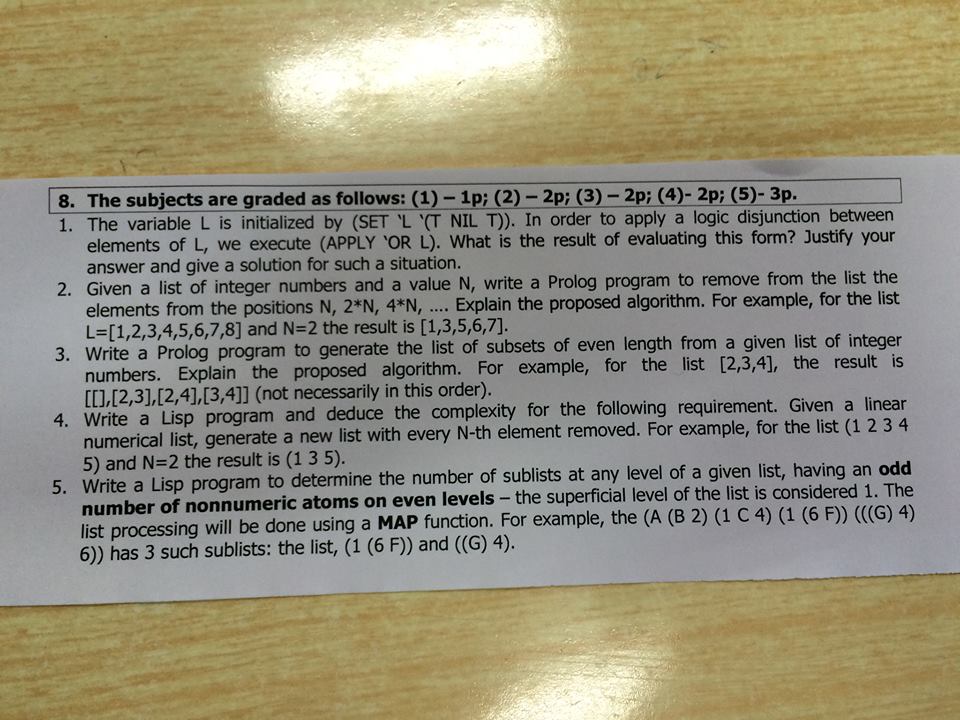 8. The subjects are graded as follows: (1) – 1p; (2) – 2p; (3) – 2p; (4)- 2p; (5)- 3p.
1. The variable L is initialized by (SET ‘L ‘(T NIL T)). In order to apply a logic disjunction between
elements of L, we execute (APPLY ‘OR L). What is the result of evaluating this form? Justify your
answer and give a solution for such a situation.
2. Given a list of integer numbers and a value N, write a Prolog program to remove from the list the
elements from the positions N, 2*N, 4*N, .... Explain the proposed algorithm. For example, for the list
L=[1,2,3,4,5,6,7,8] and N=2 the result is [1,3,5,6,7].
3. Write a Prolog program to generate the list of subsets of even length from a given list of integer
numbers. Explain the proposed algorithm. For example, for the list [2,3,4], the result is
[[],[2,3],[2,4],[3,4]] (not necessarily in this order).
4. Write a Lisp program and deduce the complexity for the following requirement. Given a linear
numerical list, generate a new list with every N-th element removed. For example, for the list (1 2 3 4
5) and N=2 the result is (1 3 5).
5. Write a Lisp program to determine the number of sublists at any level of a given list, having an odd
number of nonnumeric atoms on even levels – the superficial level of the list is considered 1. The
list processing will be done using a MAP function. For example, the (A (B 2) (1 C 4) (1 (6 F)) (((G) 4)
6)) has 3 such sublists: the list, (1 (6 F)) and ((G) 4).